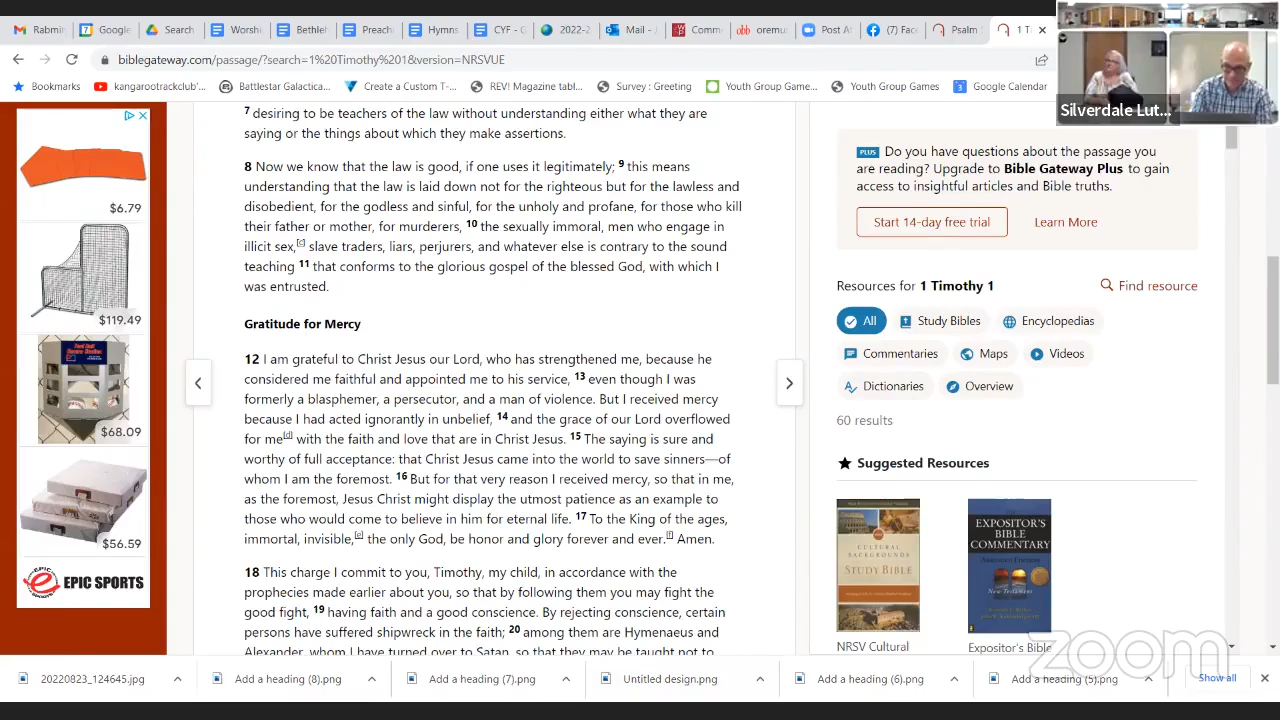 Rabmin
Google
Search
Worsh
Bethle
Preach
Hymns
2022-2
Mail -
Comm
oremu
Post A
(7) Fac
Psalm
1 T
biblegateway.com/passage/?search=1%20Timothy%201&version=NRSVUE
Bookmarks
kangarootrackclub'...
Battlestar Galactica...
Create a Custom T-...
REV! Magazine tabl...
Survey : Greeting
Youth Group Game...
Youth Group Games
Google Calendar
Silverdale Lut...
$6.79
$119.49
$68.09
$56.59
EPIC SPORTS
7 desiring to be teachers of the law without understanding either what they are
saying or the things about which they make assertions.
8 Now we know that the law is good, if one uses it legitimately; 9 this means
understanding that the law is laid down not for the righteous but for the lawless and
disobedient, for the godless and sinful, for the unholy and profane, for those who kill
their father or mother, for murderers, 10 the sexually immoral, men who engage in
illicit sex,[c] slave traders, liars, perjurers, and whatever else is contrary to the sound
teaching 11 that conforms to the glorious gospel of the blessed God, with which I
was entrusted.
Gratitude for Mercy
12 I am grateful to Christ Jesus our Lord, who has strengthened me, because he
considered me faithful and appointed me to his service, 13 even though I was
formerly a blasphemer, a persecutor, and a man of violence. But I received mercy
because I had acted ignorantly in unbelief, 14 and the grace of our Lord overflowed
for me[d] with the faith and love that are in Christ Jesus. 15 The saying is sure and
worthy of full acceptance: that Christ Jesus came into the world to save sinners—of
whom I am the foremost. 16 But for that very reason I received mercy, so that in me,
as the foremost, Jesus Christ might display the utmost patience as an example to
those who would come to believe in him for eternal life. 17 To the King of the ages,
immortal, invisible,[e] the only God, be honor and glory forever and ever.[f] Amen.
18 This charge I commit to you, Timothy, my child, in accordance with the
prophecies made earlier about you, so that by following them you may fight the
good fight, 19 having faith and a good conscience. By rejecting conscience, certain
persons have suffered shipwreck in the faith; 20 among them are Hymenaeus and
Alexander, whom I have turned over to Satan, so that they may be taught not to
PLUS Do you have questions about the passage you
are reading? Upgrade to Bible Gateway Plus to gain
access to insightful articles and Bible truths.
Start 14-day free trial
Learn More
Resources for 1 Timothy 1
Find resource
All
Study Bibles
Encyclopedias
Commentaries
Maps
Videos
Dictionaries
Overview
60 results
Suggested Resources
CULTURAL
BACKGROUNDS
STUDY BIBLE
EXPOSITOR'S
BIBLE
COMMENTARY
New Testament
NRSV Cultural
Expositor's Bible
zoom
20220823_124645.jpg
Add a heading (8).png
Add a heading (7).png
Untitled design.png
Add a heading (6).png
Add a heading (5).png
Show all